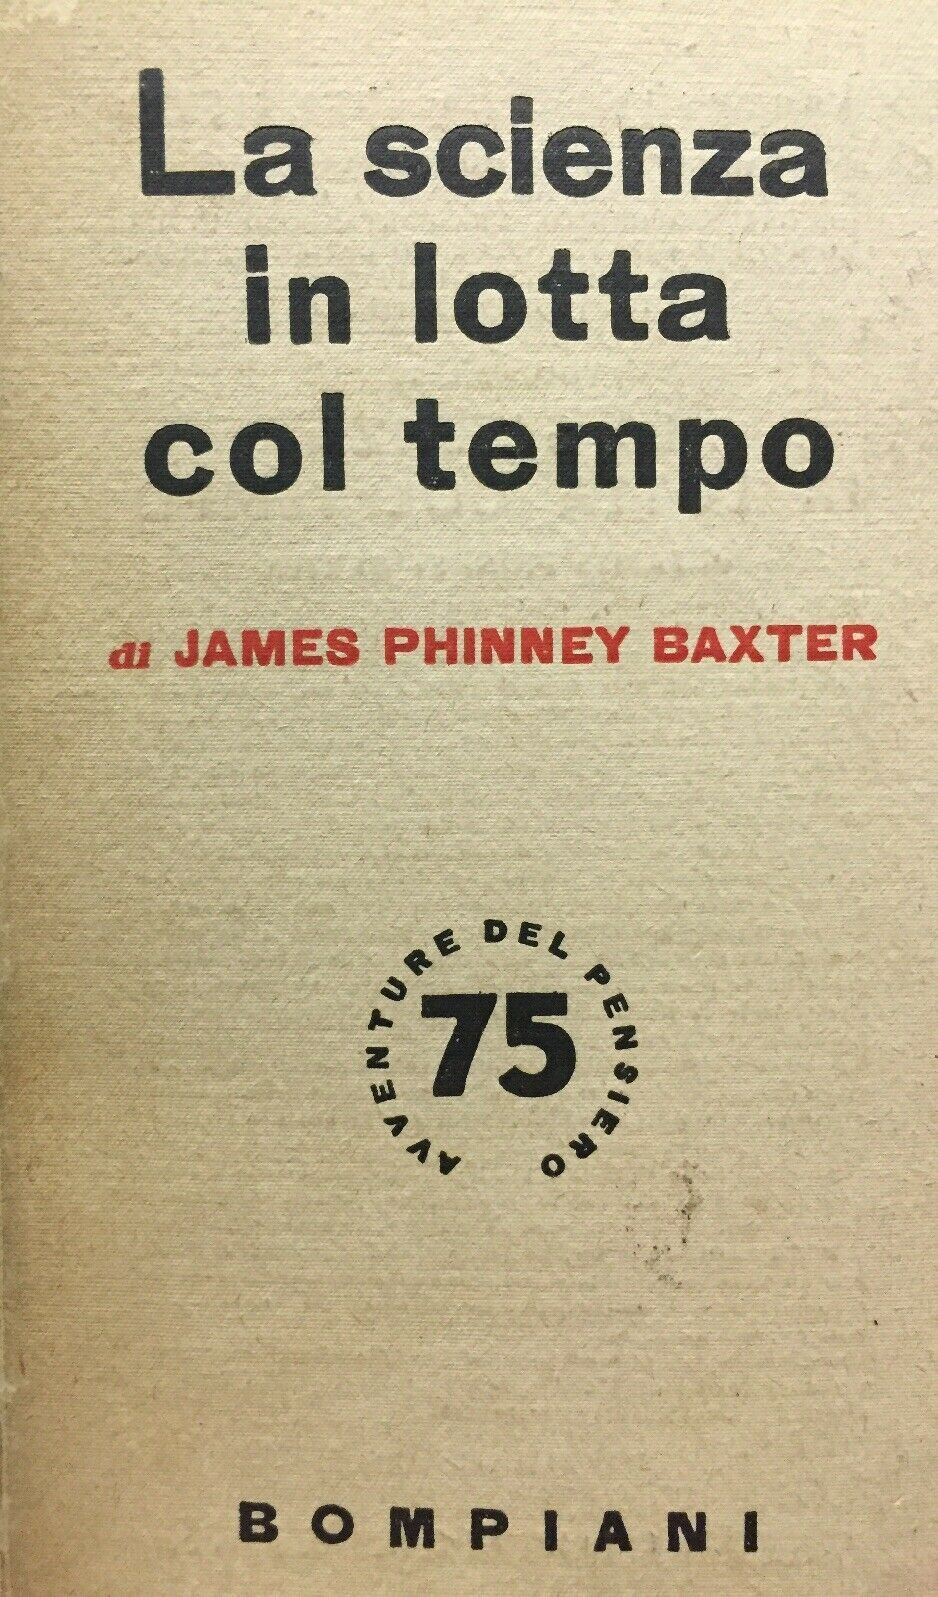 La scienza
in lotta
col tempo
di JAMES PHINNEY BAXTER
AVVENTURE DEL PENSIERO
75
BOMPIANI